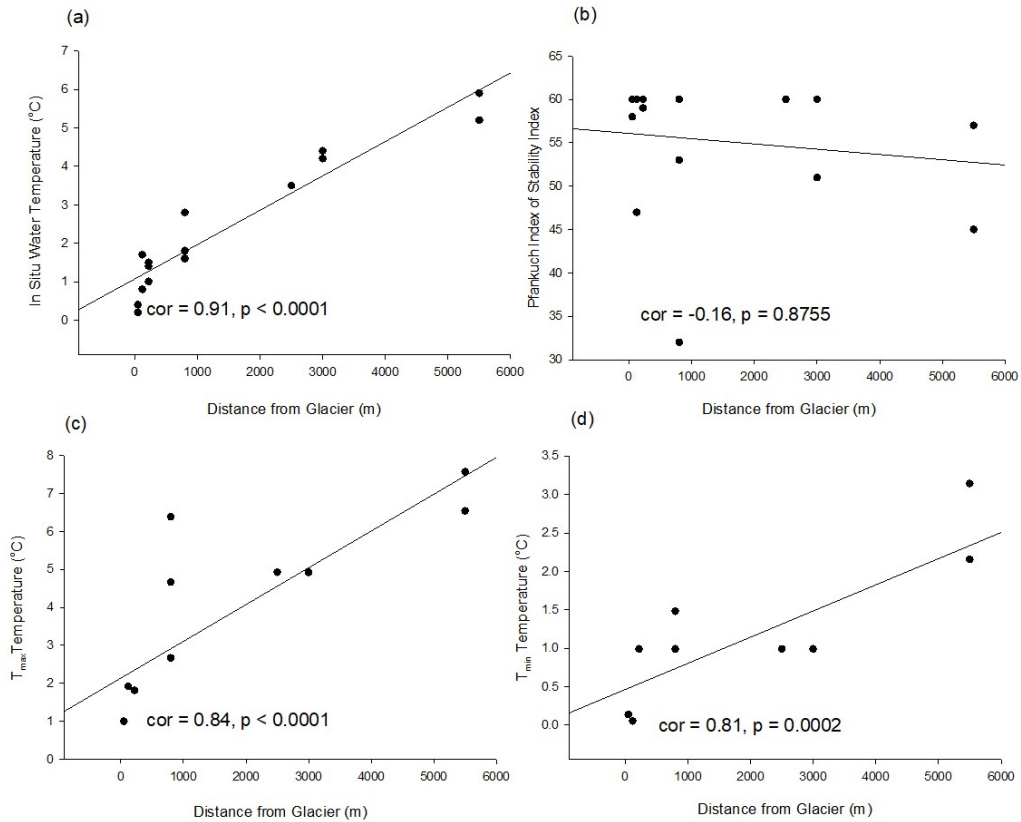 (a)
7
6
5
4
3
2
1
0
In Situ Water Temperature (°C)
cor = 0.91, p < 0.0001
0 1000 2000 3000 4000 5000 6000
Distance from Glacier (m)
(b)
65
60
55
50
45
40
35
30
Pfankuch Index of Stability Index
cor = -0.16, p = 0.8755
0 1000 2000 3000 4000 5000 6000
Distance from Glacier (m)
(c)
8
7
6
5
4
3
2
1
0
TmaxTemperature (°C)
cor = 0.84, p < 0.0001
0 1000 2000 3000 4000 5000 6000
Distance from Glacier (m)
(d)
3.5
3.0
2.5
2.0
1.5
1.0
0.5
0.0
Tmin Temperature (°C)
cor = 0.81, p = 0.0002
0 1000 2000 3000 4000 5000 6000
Distance from Glacier (m)